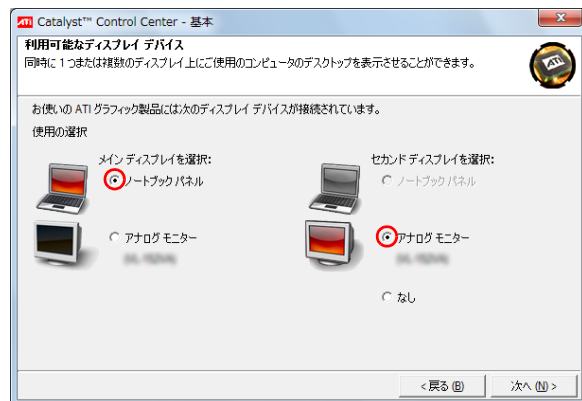 ATI Catalyst™ Control Center - 基本
利用可能なディスプレイ デバイス
同時に1つまたは複数のディスプレイ上にご使用のコンピュータのデスクトップを表示させることができます。
ATI
お使いの ATI グラフィック製品には次のディスプレイ デバイスが接続されています。
使用の選択
メイン ディスプレイを選択:
ノートブック パネル
アナログ モニター
セカンド ディスプレイを選択:
ノートブック パネル
アナログ モニター
なし
<戻る(B)
次へ(N)>